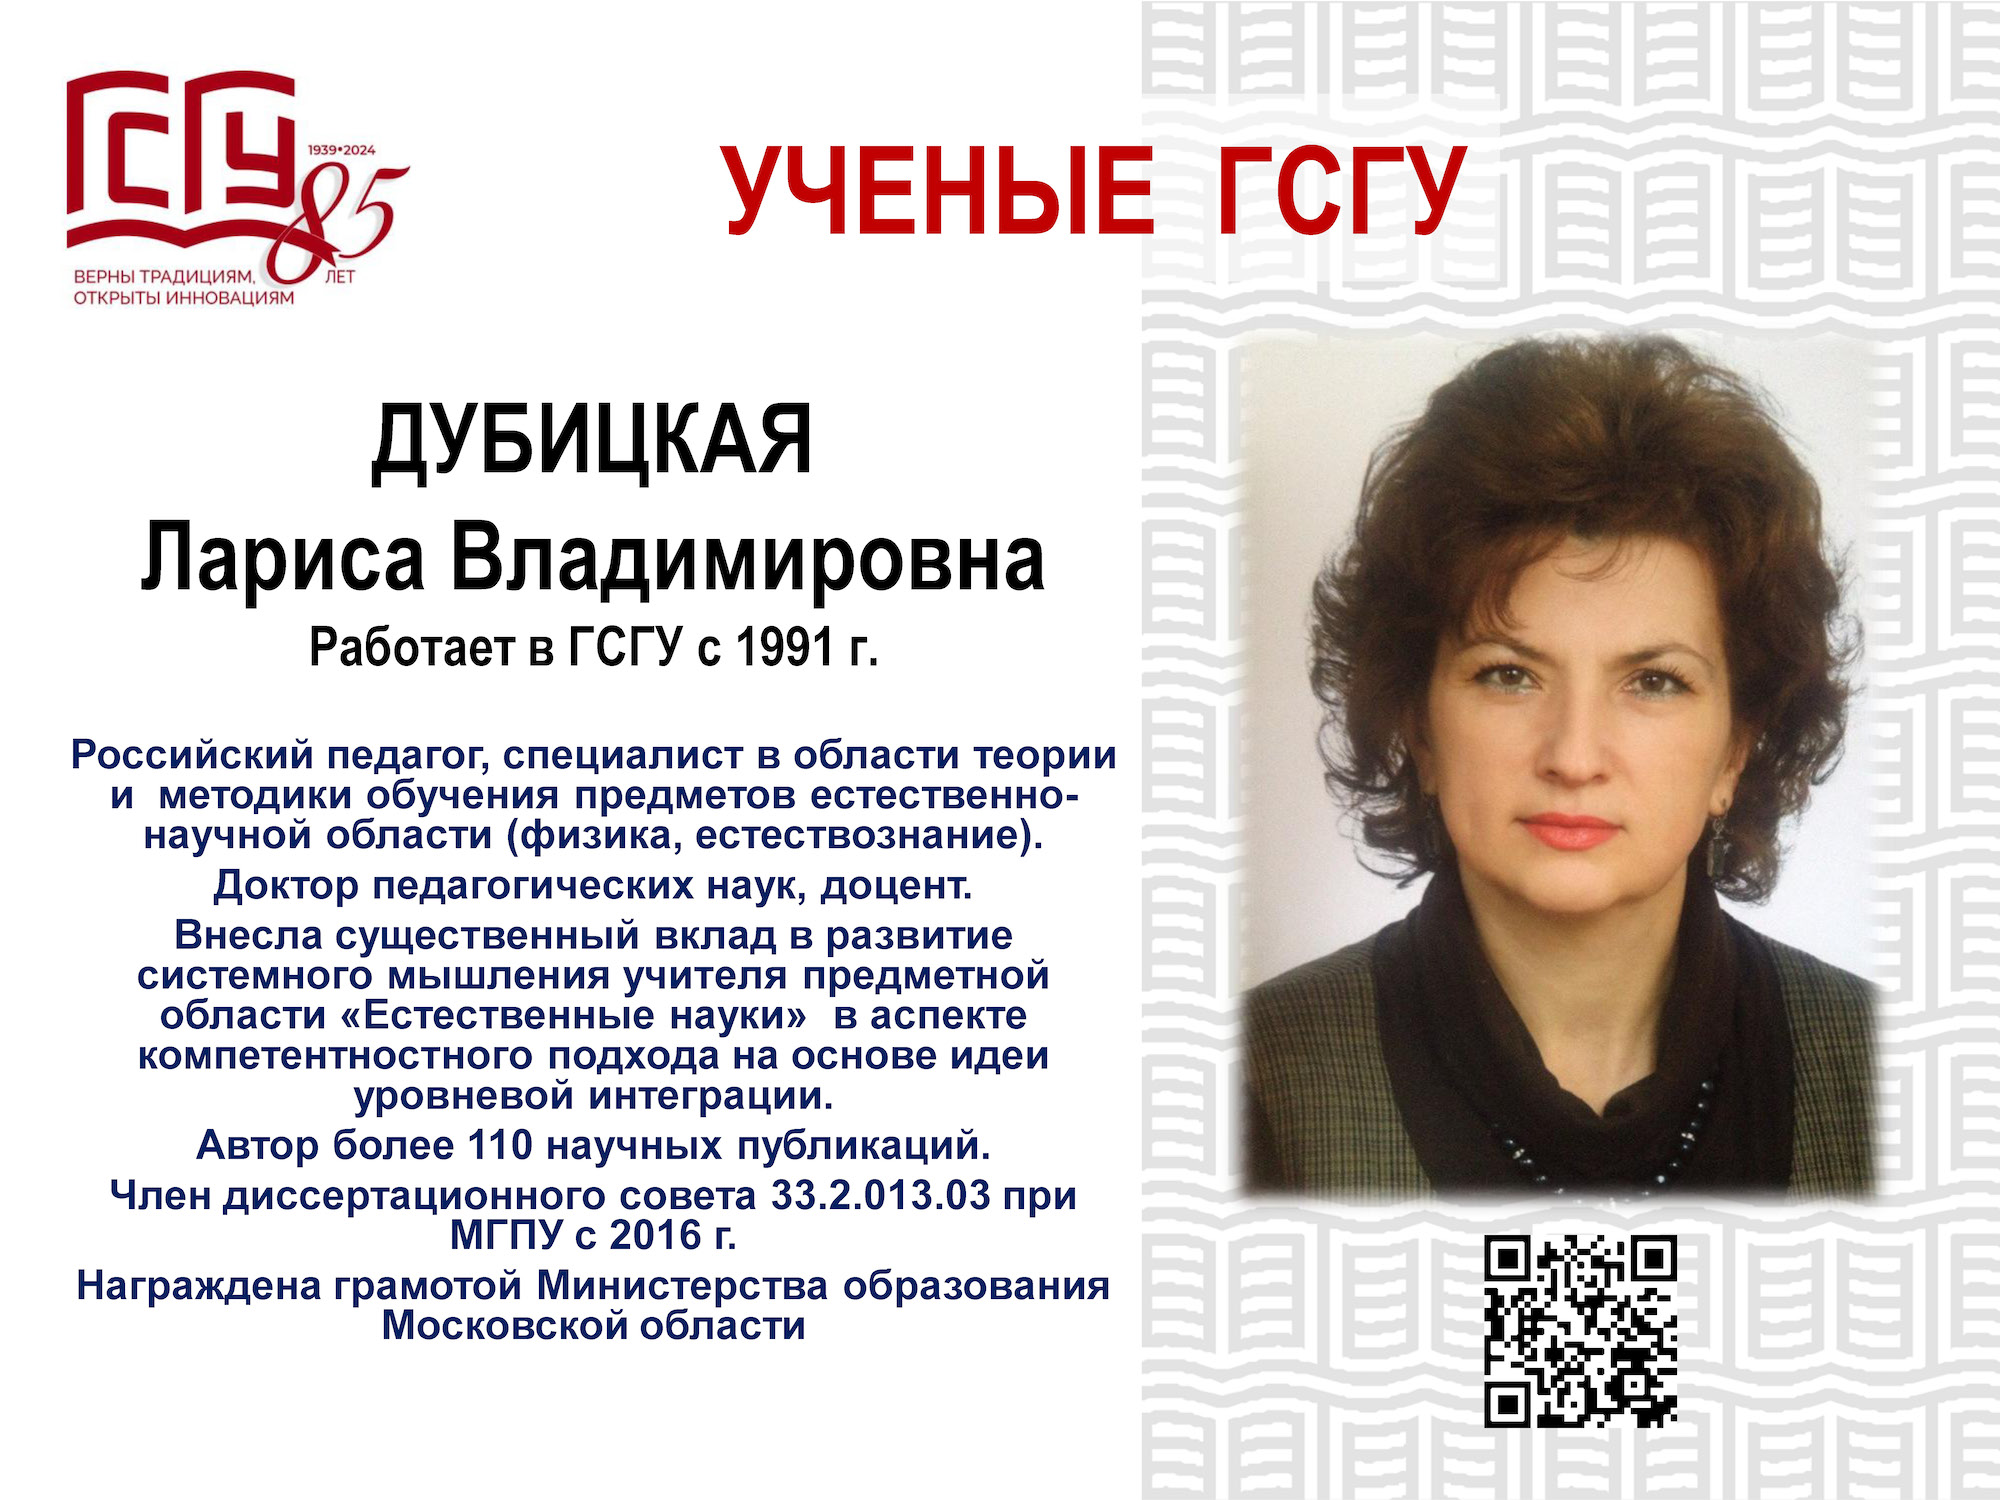 ГСГУ
1939•2024
85
ЛЕТ
ВЕРНЫ ТРАДИЦИЯМ,
ОТКРЫТЫ ИННОВАЦИЯМ
УЧЕНЫЕ ГСГУ
ДУБИЦКАЯ
Лариса Владимировна
Работает в ГСГУ с 1991 г.
Российский педагог, специалист в области теории
и методики обучения предметов естественно-
научной области (физика, естествознание).
Доктор педагогических наук, доцент.
Внесла существенный вклад в развитие
системного мышления учителя предметной
области «Естественные науки» в аспекте
компетентностного подхода на основе идеи
уровневой интеграции.
Автор более 110 научных публикаций.
Член диссертационного совета 33.2.013.03 при
МГПУ с 2016 г.
Награждена грамотой Министерства образования
Московской области